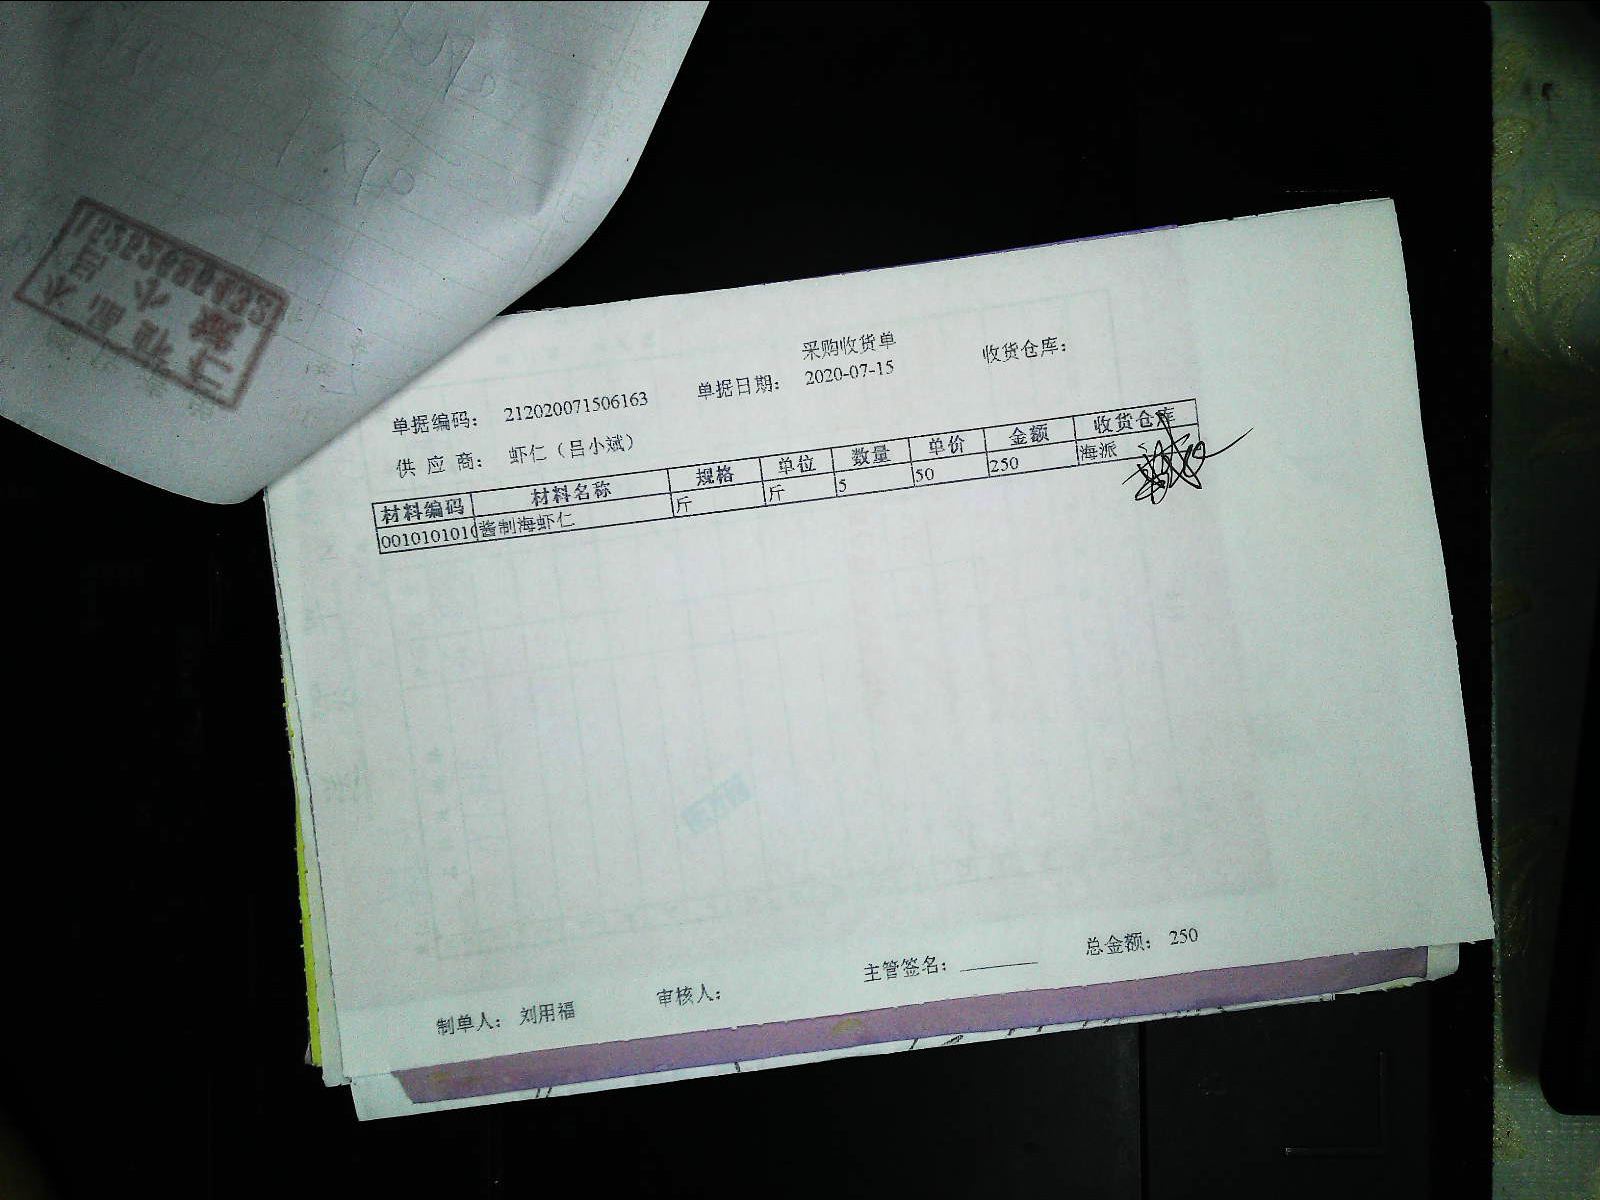 采购收货单
单据编码： 212020071506163 单据日期： 2020-07-15 收货仓库：
供 应 商： 虾仁（吕小斌）
材料编码 材料名称 规格 单位 数量 单价 金额 收货仓库
001010101 酱制海虾仁 斤 斤 5 50 250 海派
制单人： 刘用福 审核人： 主管签名： 总金额： 250